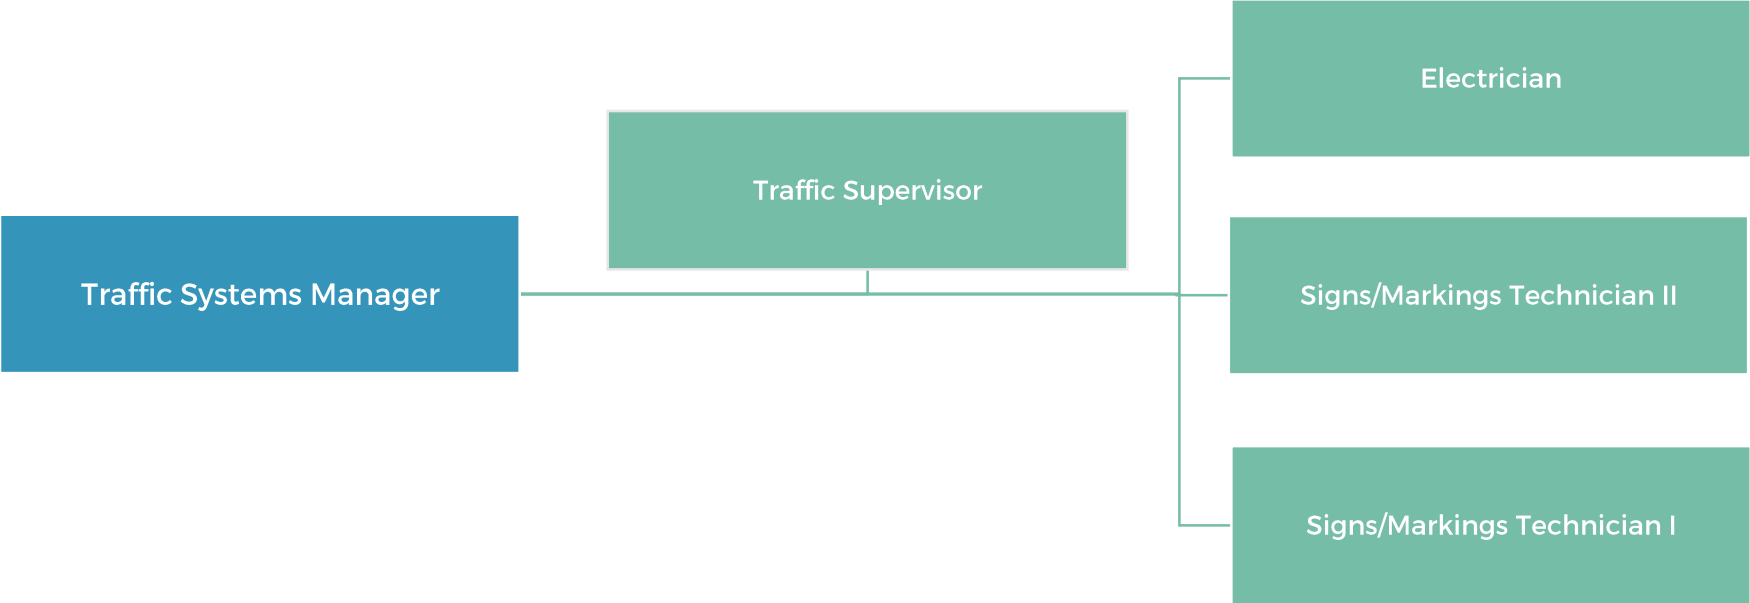 Traffic Systems Manager
Traffic Supervisor
Electrician
Signs/Markings Technician II
Signs/Markings Technician I